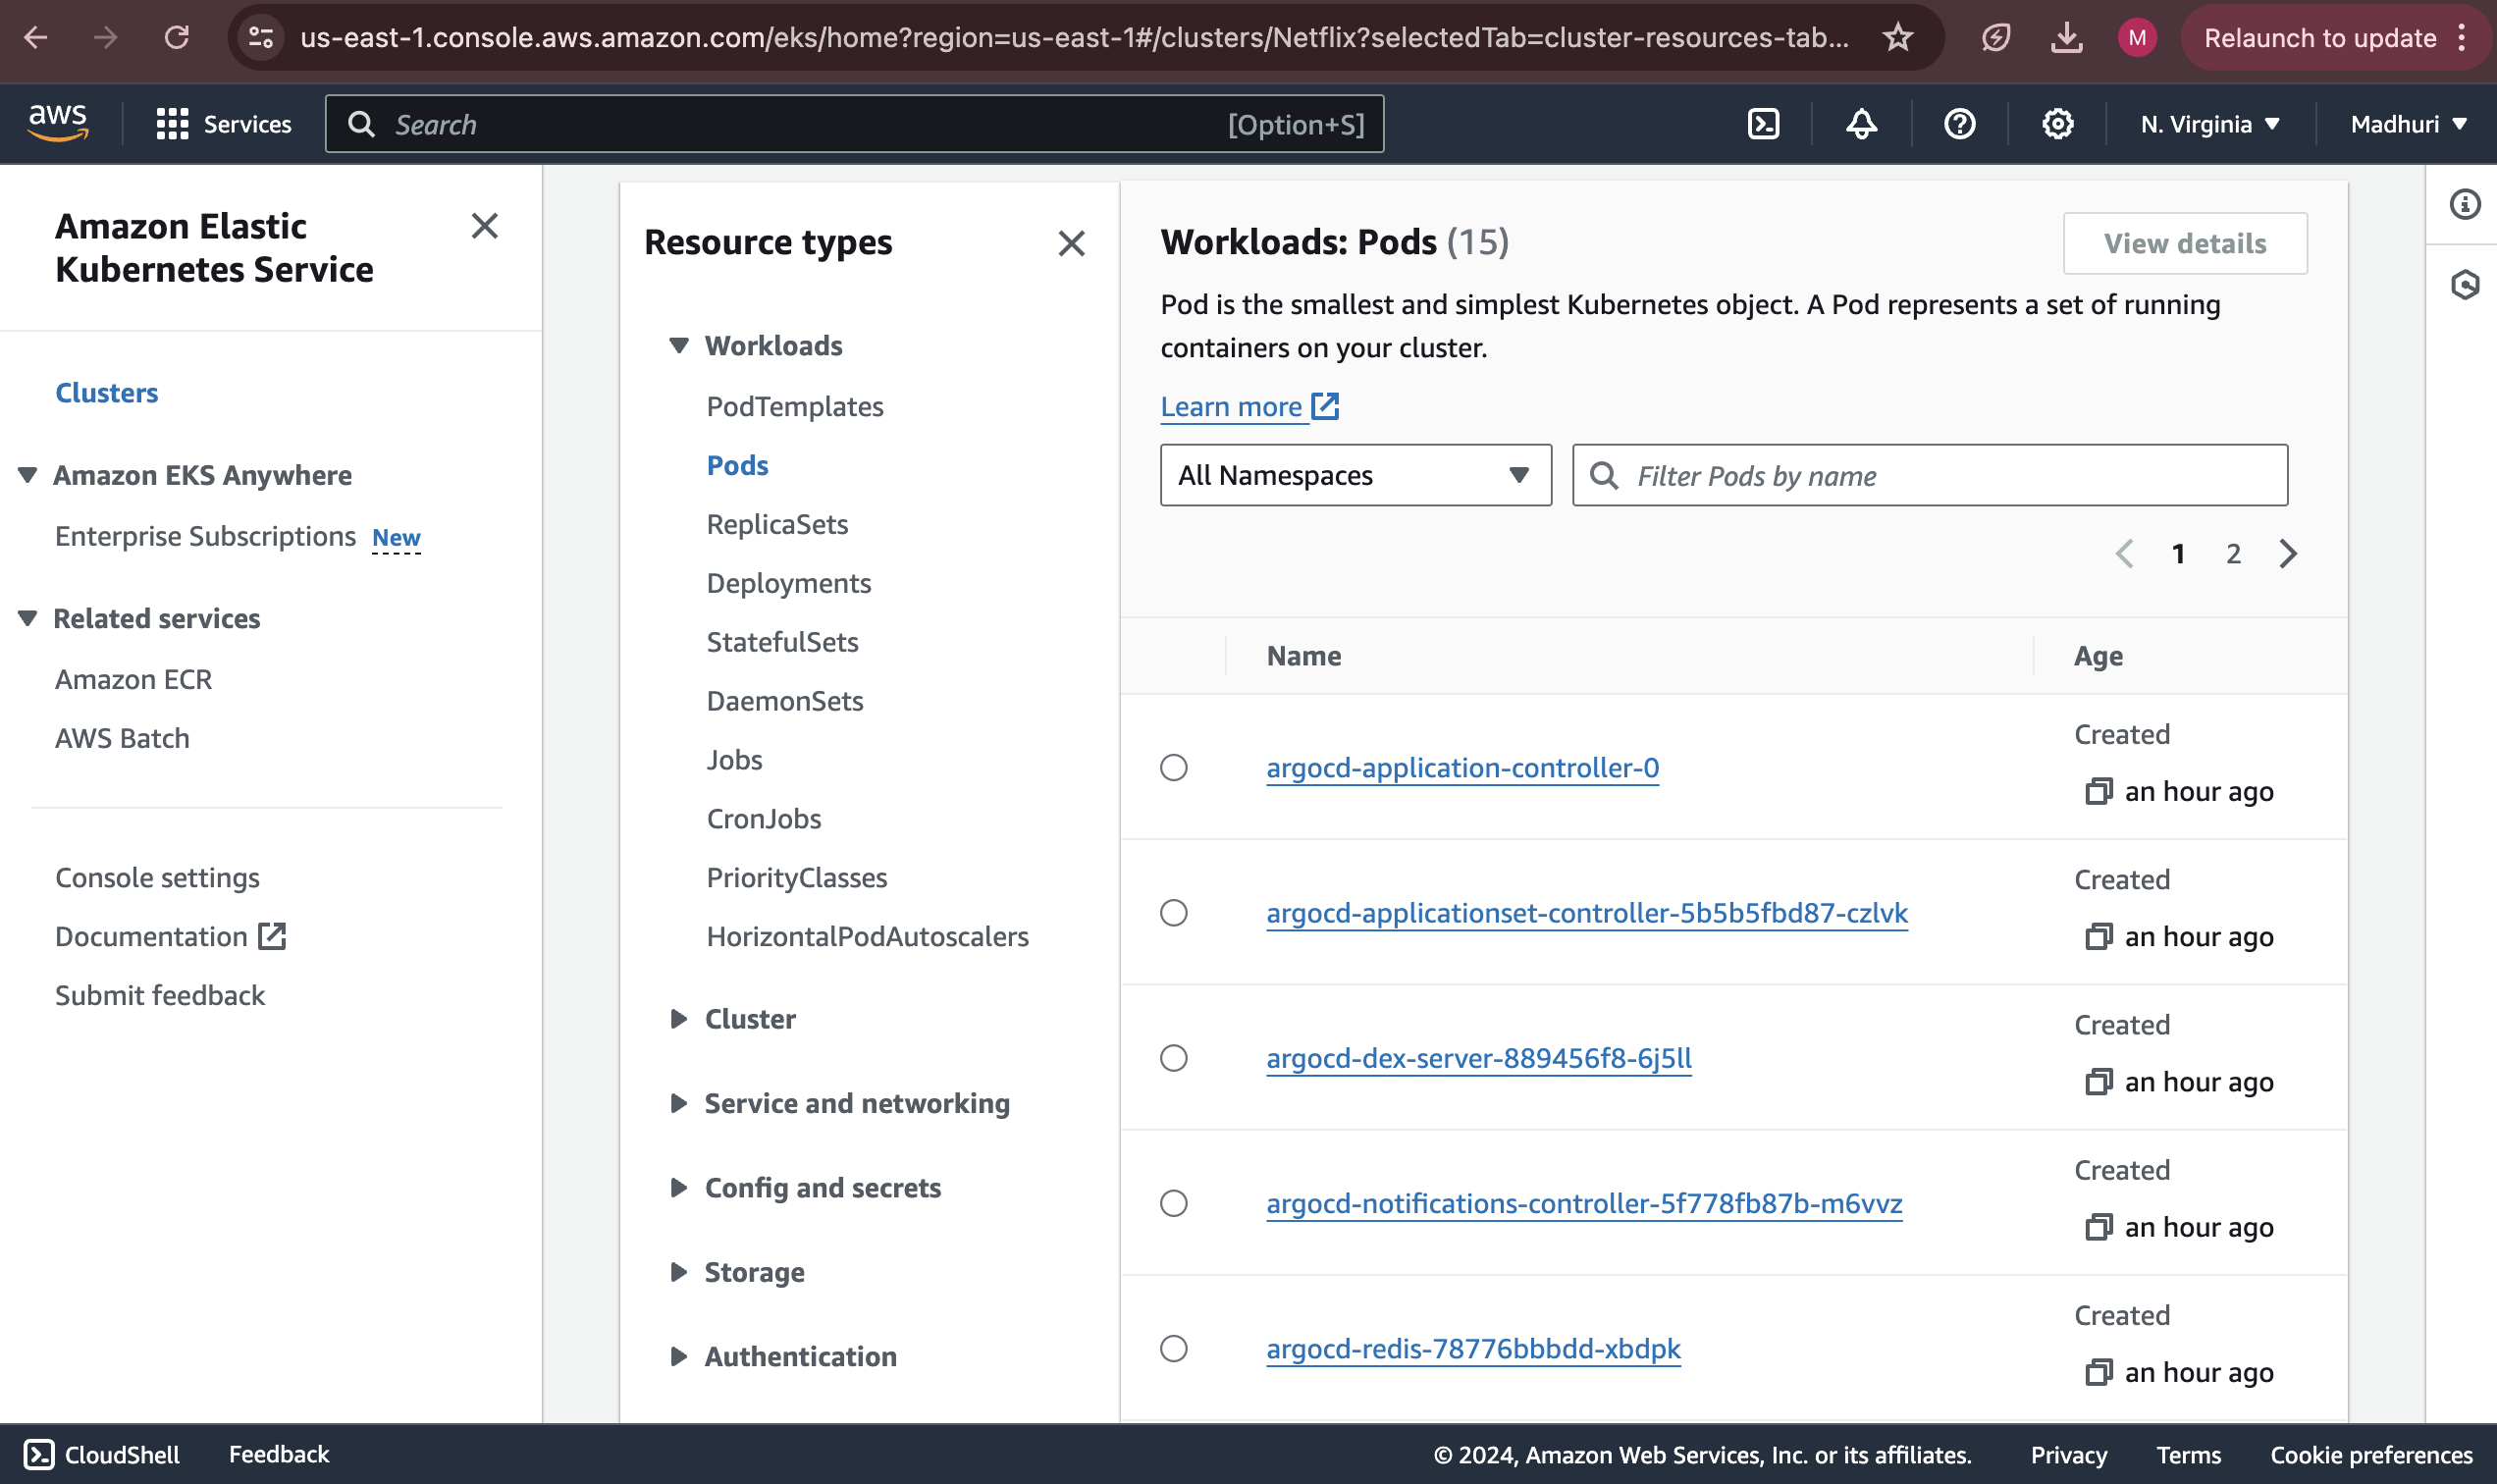 us-east-1.console.aws.amazon.com/eks/home?region=us-east-1#/clusters/Netflix?selectedTab=cluster-resources-tab...
M
Relaunch to update
aws
Services
Search
[Option+S]
N. Virginia
Madhuri
Amazon Elastic
Kubernetes Service
Clusters
Amazon EKS Anywhere
Enterprise Subscriptions New
Related services
Amazon ECR
AWS Batch
Console settings
Documentation
Submit feedback
Resource types
Workloads
PodTemplates
Pods
ReplicaSets
Deployments
StatefulSets
DaemonSets
Jobs
CronJobs
PriorityClasses
HorizontalPodAutoscalers
Cluster
Service and networking
Config and secrets
Storage
Authentication
Workloads: Pods (15)
View details
Pod is the smallest and simplest Kubernetes object. A Pod represents a set of running
containers on your cluster.
Learn more
All Namespaces
Filter Pods by name
1 2
Name Age
argocd-application-controller-0
Created
an hour ago
argocd-applicationset-controller-5b5b5fbd87-czlvk
Created
an hour ago
argocd-dex-server-889456f8-6j5ll
Created
an hour ago
argocd-notifications-controller-5f778fb87b-m6vvz
Created
an hour ago
argocd-redis-78776bbbdd-xbdpk
Created
an hour ago
CloudShell
Feedback
© 2024, Amazon Web Services, Inc. or its affiliates.
Privacy
Terms
Cookie preferences